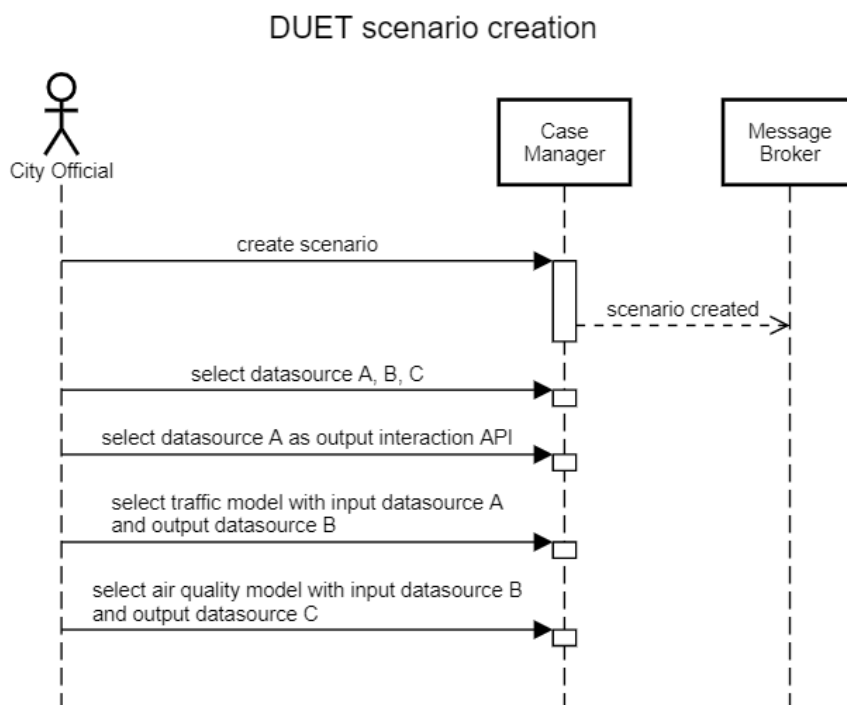 DUET scenario creation
City Official
Case
Manager
Message
Broker
create scenario
scenario created
select datasource A, B, C
select datasource A as output interaction API
select traffic model with input datasource A
and output datasource B
select air quality model with input datasource B
and output datasource C